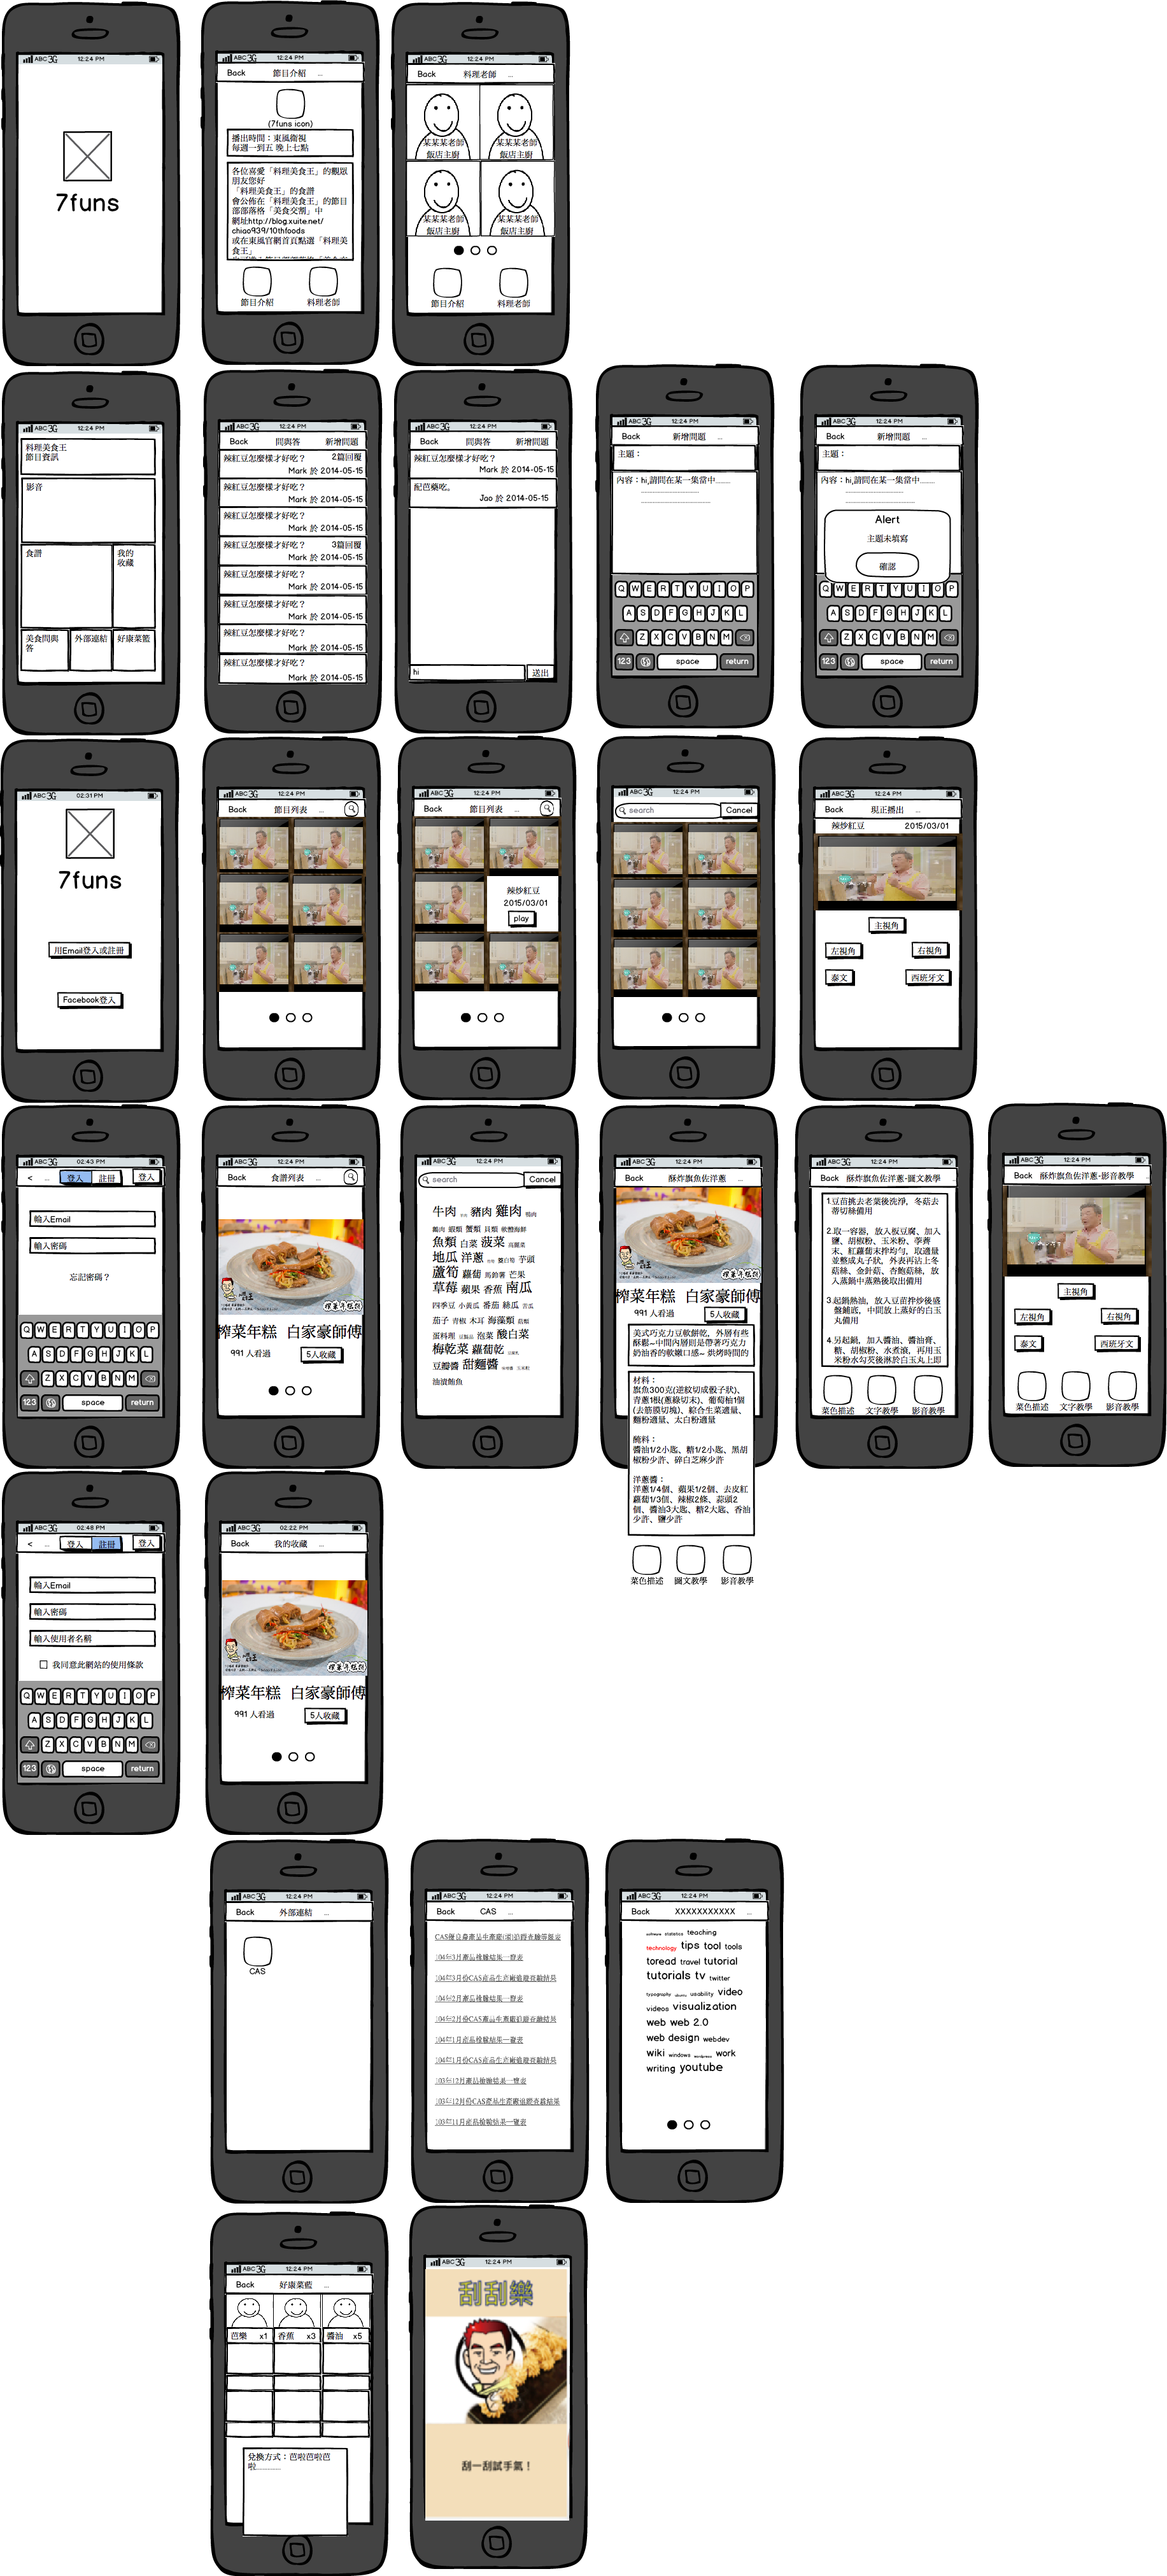 ABC 3G 12:24 PM
7funs
ABC 3G 12:24 PM
Back 節目介紹 ...
(7funs icon)
播出時間：東風衛視
每週一到五 晚上七點
各位喜愛「料理美食王」的觀眾
朋友您好
「料理美食王」的食譜
會公佈在「料理美食王」的節目
部部落格「美食交割」中
網址http://blog.xuite.net/
chiao939/10thfoods
或在東風官網首頁點選「料理美
食王」
節目介紹 料理老師
ABC 3G 12:24 PM
Back 料理老師 ...
某某某老師 某某某老師
飯店主廚 飯店主廚
某某某老師 某某某老師
飯店主廚 飯店主廚
節目介紹 料理老師
ABC 3G 12:24 PM
料理美食王
節目資訊
影音
食譜 我的
收藏
美食問與
答
外部連結 好康菜籃
ABC 3G 12:24 PM
Back 問與答 新增問題
辣紅豆怎麼樣才好吃？ 2篇回覆
Mark 於 2014-05-15
辣紅豆怎麼樣才好吃？
Mark 於 2014-05-15
辣紅豆怎麼樣才好吃？
Mark 於 2014-05-15
辣紅豆怎麼樣才好吃？ 3篇回覆
Mark 於 2014-05-15
辣紅豆怎麼樣才好吃？
Mark 於 2014-05-15
辣紅豆怎麼樣才好吃？
Mark 於 2014-05-15
辣紅豆怎麼樣才好吃？
Mark 於 2014-05-15
辣紅豆怎麼樣才好吃？
Mark 於 2014-05-15
ABC 3G 12:24 PM
Back 問與答 新增問題
辣紅豆怎麼樣才好吃？
Mark 於 2014-05-15
配芭藥吃。
Jao 於 2014-05-15
hi 送出
ABC 3G 12:24 PM
Back 新增問題 ...
主題：
內容：hi,請問在某一集當中.........
Q W E R T Y U I O P
A S D F G H J K L
Z X C V B N M
123 space return
ABC 3G 12:24 PM
Back 新增問題 ...
主題：
內容：hi,請問在某一集當中.........
Alert
主題未填寫
確認
Q W E R T Y U I O P
A S D F G H J K L
Z X C V B N M
123 space return
ABC 3G 02:31 PM
7funs
用Email登入或註冊
Facebook登入
ABC 3G 12:24 PM
Back 節目列表 ...
ABC 3G 12:24 PM
Back 節目列表 ...
辣炒紅豆
2015/03/01
play
ABC 3G 12:24 PM
search Cancel
ABC 3G 12:24 PM
Back 現正播出 ...
辣炒紅豆 2015/03/01
主視角
左視角 右視角
泰文 西班牙文
ABC 3G 02:43 PM
< ... 登入 註冊 登入
輸入Email
輸入密碼
忘記密碼？
Q W E R T Y U I O P
A S D F G H J K L
Z X C V B N M
123 space return
ABC 3G 12:24 PM
Back 食譜列表 ...
榨菜年糕 白家豪師傅
991 人看過 5人收藏
ABC 3G 12:24 PM
search Cancel
牛肉 豬肉 雞肉 鴨肉
鵝肉 蝦類 蟹類 貝類 軟體海鮮
魚類 白菜 菠菜 高麗菜
地瓜 洋蔥 蔓白筍 芋頭
蘆筍 蘿蔔 馬鈴薯 芒果
草莓 蘋果 香蕉 南瓜
四季豆 小黃瓜 番茄 絲瓜 苦瓜
茄子 青椒 木耳 海藻類 菇類
蛋料理 豆製品 泡菜 酸白菜
梅乾菜 蘿蔔乾
豆瓣醬 甜麵醬
油漬鮪魚
ABC 3G 12:24 PM
Back 酥炸旗魚佐洋蔥 ...
榨菜年糕 白家豪師傅
991 人看過 5人收藏
美式巧克力豆軟餅乾，外層有些
酥鬆~中間內層則是帶著巧克力
奶油香的軟嫩口感~ 烘烤時間的
材料：
旗魚300克(逆紋切成骰子狀)、
青蔥1根(蔥綠切末)、葡萄柚1個
(去筋膜切塊)、綜合生菜適量、
麵粉適量、太白粉適量
醃料：
醬油1/2小匙、糖1/2小匙、黑胡
椒粉少許、碎白芝麻少許
洋蔥醬：
洋蔥1/4個、蘋果1/2個、去皮紅
蘿蔔1/3個、辣椒2條、蒜頭2
個、醬油3大匙、糖2大匙、香油
少許、鹽少許
菜色描述 圖文教學 影音教學
ABC 3G 12:24 PM
Back 酥炸旗魚佐洋蔥-圖文教學 ...
1.豆苗挑去老葉後洗淨，冬菇去
蒂切絲備用
2.取一容器，放入板豆腐、加入
鹽、胡椒粉、玉米粉、荸薺
末、紅蘿蔔末拌均勻，取適量
並整成丸子狀，外表再沾上冬
菇絲、金針菇、杏鮑菇絲，放
入蒸鍋中蒸熟後取出備用
3.起鍋熱油，放入豆苗拌炒後盛
盤鋪底，中間放上蒸好的白玉
丸備用
4.另起鍋，加入醬油、醬油膏、
糖、胡椒粉、水煮滾，再用玉
米粉水勾芡後淋於白玉丸上即
菜色描述 文字教學 影音教學
ABC 3G 12:24 PM
Back 酥炸旗魚佐洋蔥-影音教學 ...
主視角
左視角 右視角
泰文 西班牙文
菜色描述 文字教學 影音教學
ABC 3G 02:48 PM
< ... 登入 註冊 登入
輸入Email
輸入密碼
輸入使用者名稱
我同意此網站的使用條款
Q W E R T Y U I O P
A S D F G H J K L
Z X C V B N M
123 space return
ABC 3G 02:22 PM
Back 我的收藏 ...
榨菜年糕 白家豪師傅
991 人看過 5人收藏
ABC 3G 12:24 PM
Back 外部連結 ...
CAS
ABC 3G 12:24 PM
Back CAS ...
104年3月產品檢驗結果一覽表
104年3月份CAS產品生產廠追蹤查驗結果
104年2月產品檢驗結果一覽表
104年2月份CAS產品生產廠追蹤查驗結果
104年1月產品檢驗結果一覽表
104年1月份CAS產品生產廠追蹤查驗結果
103年12月產品檢驗結果一覽表
103年12月份CAS產品生產廠追蹤查驗結果
103年11月產品檢驗結果一覽表
ABC 3G 12:24 PM
Back XXXXXXXXXXX ...
software statistics teaching
technology tips tool tools
toread travel tutorial
tutorials tv twitter
typography ubuntu usability video
videos visualization
web web 2.0
web design webdev
wiki windows wordpress work
writing youtube
ABC 3G 12:24 PM
Back 好康菜籃 ...
芭樂 x1 香蕉 x3 醬油 x5
兌換方式：芭啦芭啦芭
啦..............
ABC 3G 12:24 PM
刮刮樂
刮一刮試手氣！